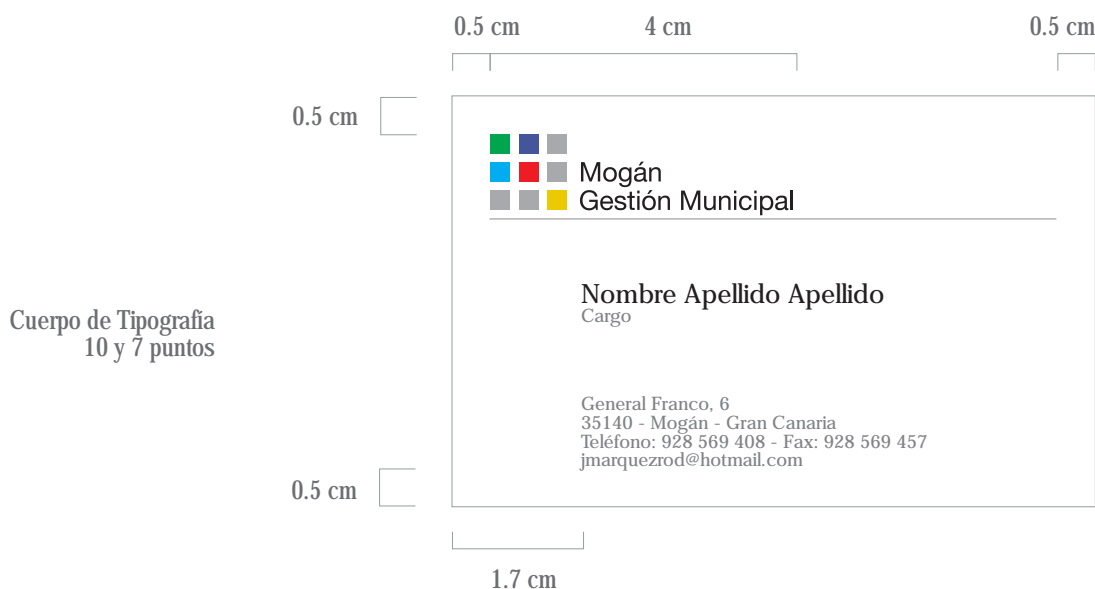 0.5 cm
4 cm
0.5 cm
0.5 cm
Mogán
Gestión Municipal
Nombre Apellido Apellido
Cargo
Cuerpo de Tipografía
10 y 7 puntos
General Franco, 6
35140 - Mogán - Gran Canaria
Teléfono: 928 569 408 - Fax: 928 569 457
jmarquezrod@hotmail.com
0.5 cm
1.7 cm